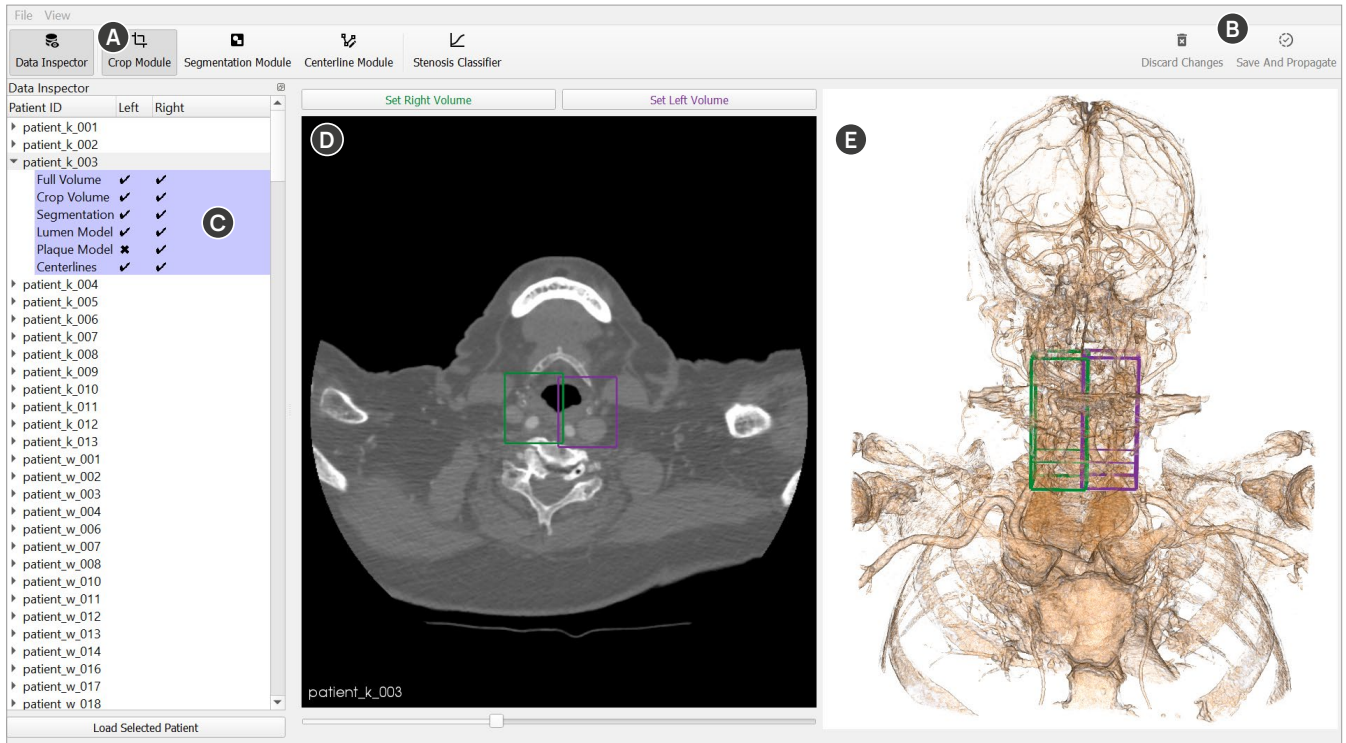 File View
A B
Data Inspector Crop Module Segmentation Module Centerline Module Stenosis Classifier Discard Changes Save And Propagate
Data Inspector
Patient ID Left Right
Set Right Volume Set Left Volume
D E
patient_k_001
patient_k_002
patient_k_003
Full Volume ✔ ✔
Crop Volume ✔ ✔
Segmentation ✔ ✔
C
Lumen Model ✔ ✔
Plaque Model ✖ ✔
Centerlines ✔ ✔
patient_k_004
patient_k_005
patient_k_006
patient_k_007
patient_k_008
patient_k_009
patient_k_010
patient_k_011
patient_k_012
patient_k_013
patient_w_001
patient_w_002
patient_w_003
patient_w_004
patient_w_006
patient_w_007
patient_w_008
patient_w_010
patient_w_011
patient_w_012
patient_w_013
patient_w_014
patient_w_016
patient_w_017
patient_w_018
patient_k_003
Load Selected Patient